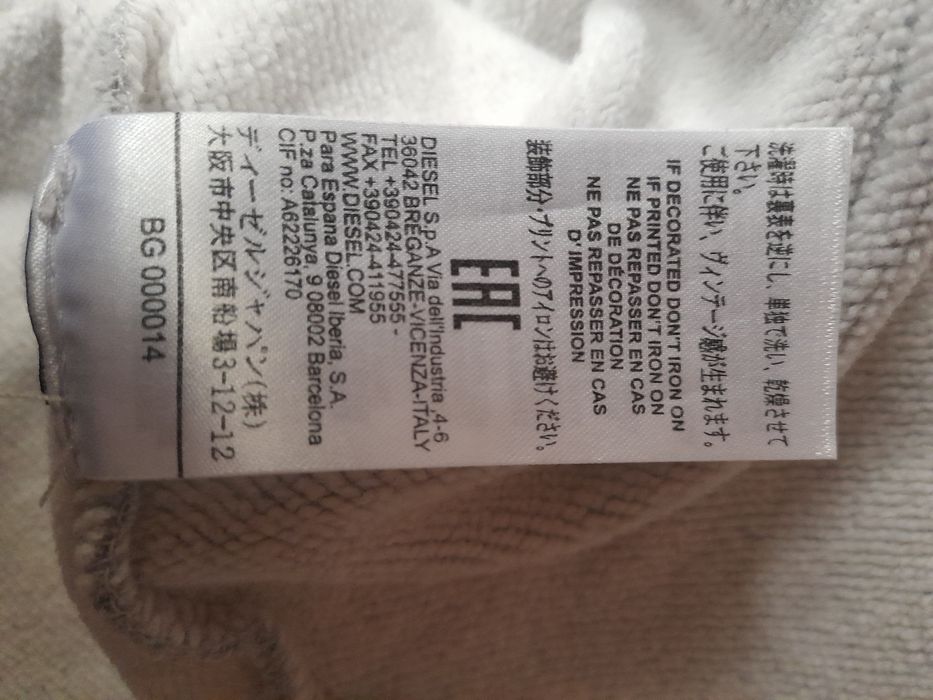 洗濯時は裏表を逆にし、単独で洗い、乾燥させて
下さい。
ご使用に伴い、ヴィンテージ感が生まれます。
IF DECORATED DON'T IRON ON
IF PRINTED DON'T IRON ON
NE PAS REPASSER EN CAS
DE DÉCORATION
NE PAS REPASSER EN CAS
D'IMPRESSION
装飾部分・プリントへのアイロンはお避けください。
EAC
DIESEL S.p.A Via dell'Industria ,4-6
36042 BREGANZE-VICENZA-ITALY
TEL +390424-477555 -
FAX +390424-411955
WWW.DIESEL.COM
Para Espana Diesel Iberia, S.A.
P.za Catalunya, 9 08002 Barcelona
CIF no: A62226170
ディーゼルジャパン(株)
大阪市中央区南船場3-12-12
BG 000014